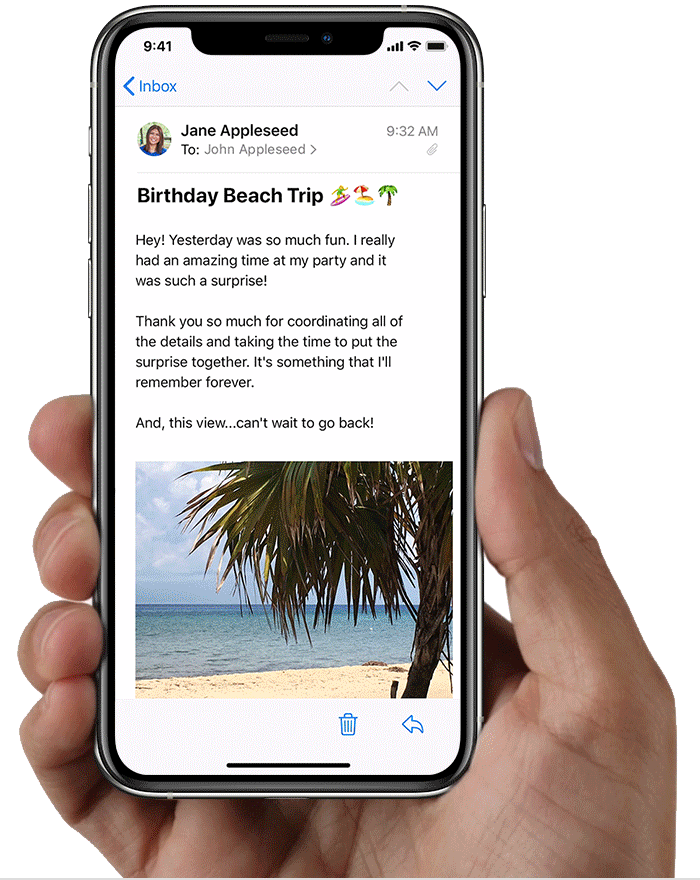 9:41
Inbox
Jane Appleseed 9:32 AM
To: John Appleseed
Birthday Beach Trip 🏄🏖️🌴
Hey! Yesterday was so much fun. I really
had an amazing time at my party and it
was such a surprise!
Thank you so much for coordinating all of
the details and taking the time to put the
surprise together. It's something that I'll
remember forever.
And, this view...can't wait to go back!